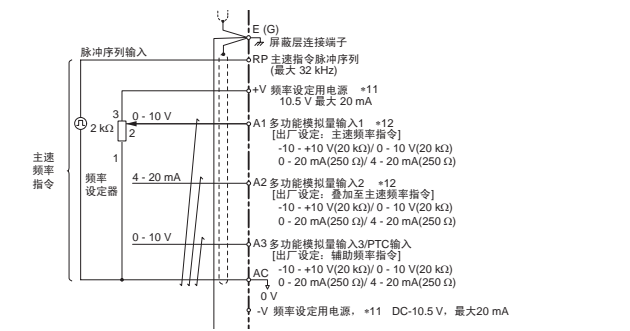 E (G)
屏蔽层连接端子
脉冲序列输入
RP 主速指令脉冲序列
(最大 32 kHz)
+V 频率设定用电源 *11
10.5 V 最大 20 mA
3
0 - 10 V
2 kΩ
2
1
A1 多功能模拟量输入1 *12
[出厂设定：主速频率指令]
-10 - +10 V(20 kΩ)/ 0 - 10 V(20 kΩ)
0 - 20 mA(250 Ω)/ 4 - 20 mA(250 Ω)
主速
频率
指令
频率
设定器
4 - 20 mA
A2 多功能模拟量输入2 *12
[出厂设定：叠加至主速频率指令]
-10 - +10 V(20 kΩ)/ 0 - 10 V(20 kΩ)
0 - 20 mA(250 Ω)/ 4 - 20 mA(250 Ω)
0 - 10 V
A3 多功能模拟量输入3/PTC输入
[出厂设定：辅助频率指令]
-10 - +10 V(20 kΩ)/ 0 - 10 V(20 kΩ)
0 - 20 mA(250 Ω)/ 4 - 20 mA(250 Ω)
AC
0 V
-V 频率设定用电源，*11 DC-10.5 V，最大20 mA